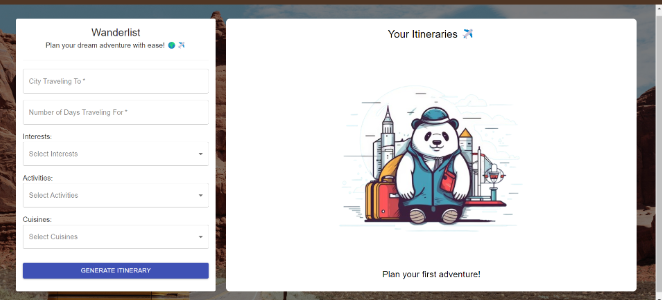 Wanderlist
Plan your dream adventure with ease! 🌍 ✈️
City Traveling To *
Number of Days Traveling For *
Interests:
Select Interests
Activities:
Select Activities
Cuisines:
Select Cuisines
GENERATE ITINERARY
Your Itineraries ✈️
Plan your first adventure!